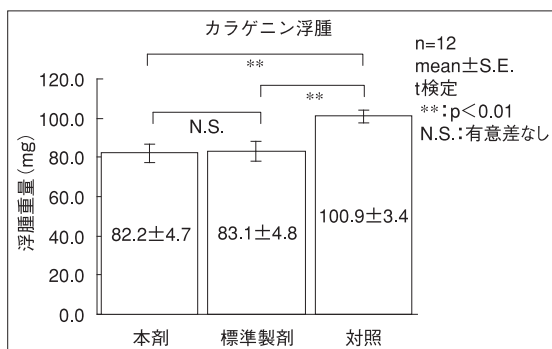 カラゲニン浮腫
**
**
N.S.
n=12
mean±S.E.
t検定
**:p<0.01
N.S.:有意差なし
浮腫重量(mg)
120.0
100.0
80.0
60.0
40.0
20.0
0.0
82.2±4.7
83.1±4.8
100.9±3.4
本剤
標準製剤
対照